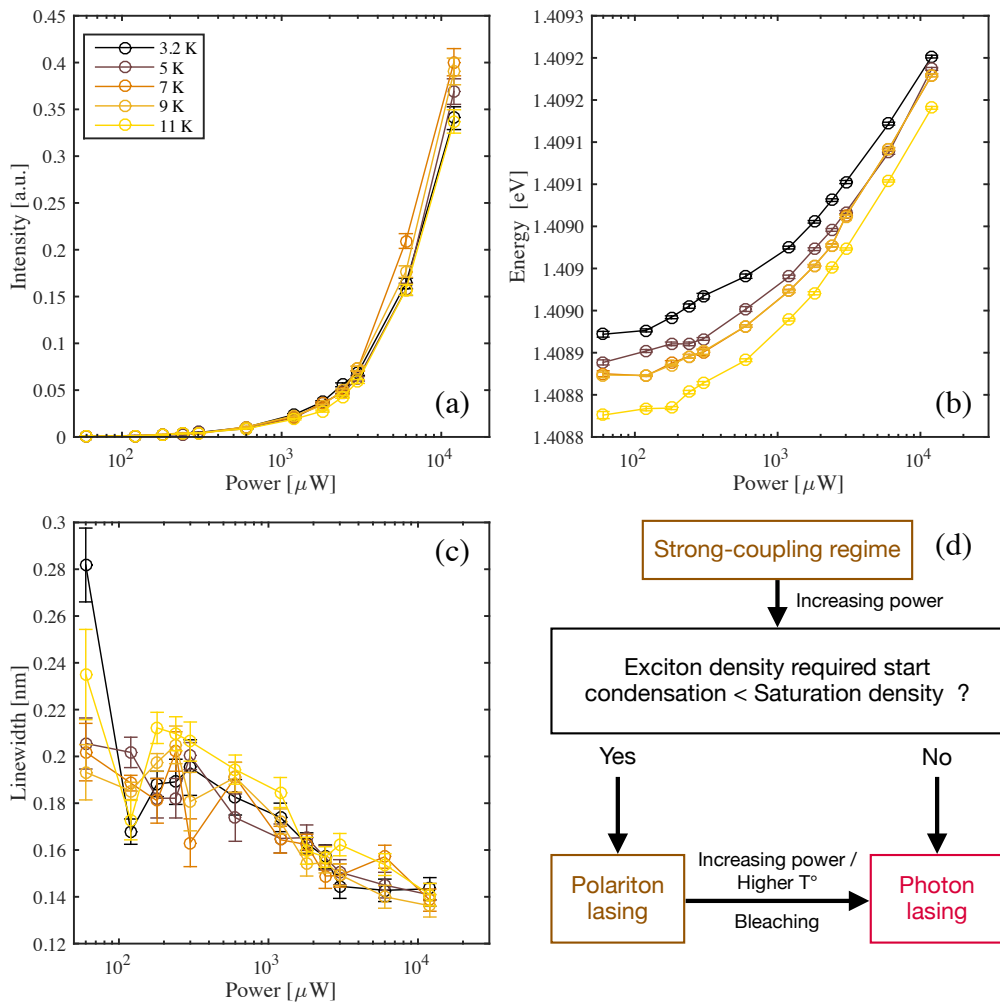 0.45
0.4
0.35
0.3
0.25
0.2
0.15
0.1
0.05
0
Intensity [a.u.]
3.2 K
5 K
7 K
9 K
11 K
(a)
10²
10³
10⁴
Power [μW]
1.4093
1.4092
1.4092
1.4091
1.4091
1.4090
1.409
1.4090
1.4089
1.4088
1.4088
Energy [eV]
(b)
10²
10³
10⁴
Power [μW]
0.3
0.28
0.26
0.24
0.22
0.2
0.18
0.16
0.14
0.12
Linewidth [nm]
(c)
10²
10³
10⁴
Power [μW]
(d)
Strong-coupling regime
Increasing power
Exciton density required start
condensation < Saturation density ?
Yes
No
Polariton
lasing
Increasing power /
Higher T°
Bleaching
Photon
lasing